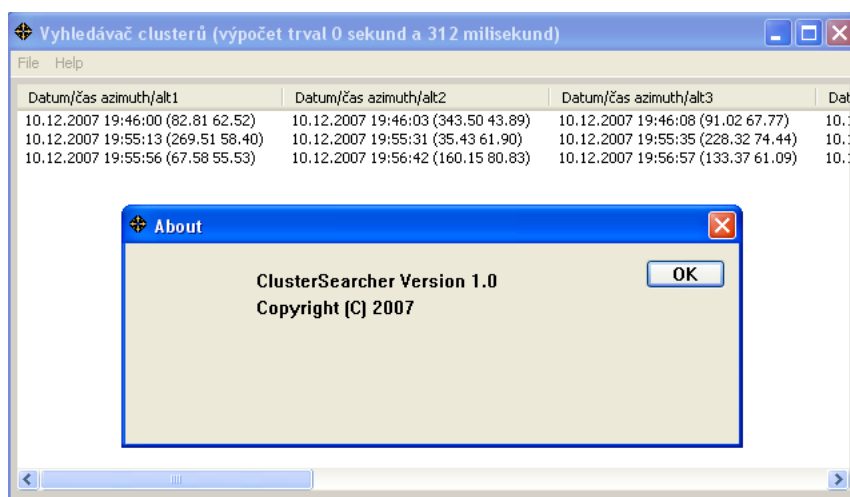 Vyhledávač clusterů (výpočet trval 0 sekund a 312 milisekund)
File Help
Datum/čas azimuth/alt1 Datum/čas azimuth/alt2 Datum/čas azimuth/alt3 Dat
10.12.2007 19:46:00 (82.81 62.52) 10.12.2007 19:46:03 (343.50 43.89) 10.12.2007 19:46:08 (91.02 67.77) 10.
10.12.2007 19:55:13 (269.51 58.40) 10.12.2007 19:55:31 (35.43 61.90) 10.12.2007 19:55:35 (228.32 74.44) 10.
10.12.2007 19:55:56 (67.58 55.53) 10.12.2007 19:56:42 (160.15 80.83) 10.12.2007 19:56:57 (133.37 61.09) 10.
About
ClusterSearcher Version 1.0
OK
Copyright (C) 2007